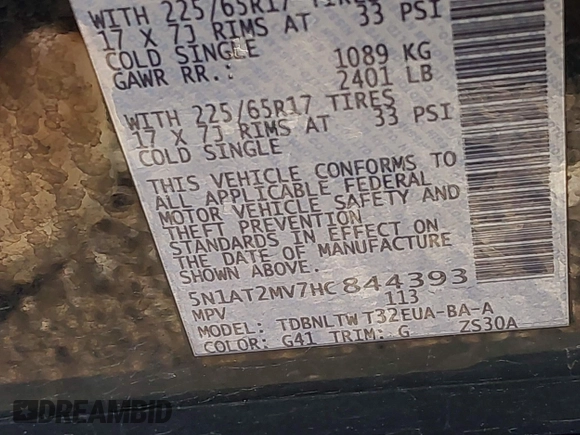 WITH 225/65R17 TIRES
17 X 7J RIMS AT 33 PSI
COLD SINGLE
GAWR RR.: 1089 KG
2401 LB
WITH 225/65R17 TIRES
17 X 7J RIMS AT 33 PSI
COLD SINGLE
THIS VEHICLE CONFORMS TO
ALL APPLICABLE FEDERAL
MOTOR VEHICLE SAFETY AND
THEFT PREVENTION
STANDARDS IN EFFECT ON
THE DATE OF MANUFACTURE
SHOWN ABOVE
5N1AT2MV7HC844393
MPV 113
MODEL: TDBNLTWT32EUA-BA-A
COLOR: G41 TRIM: G ZS30A
DREAMBID